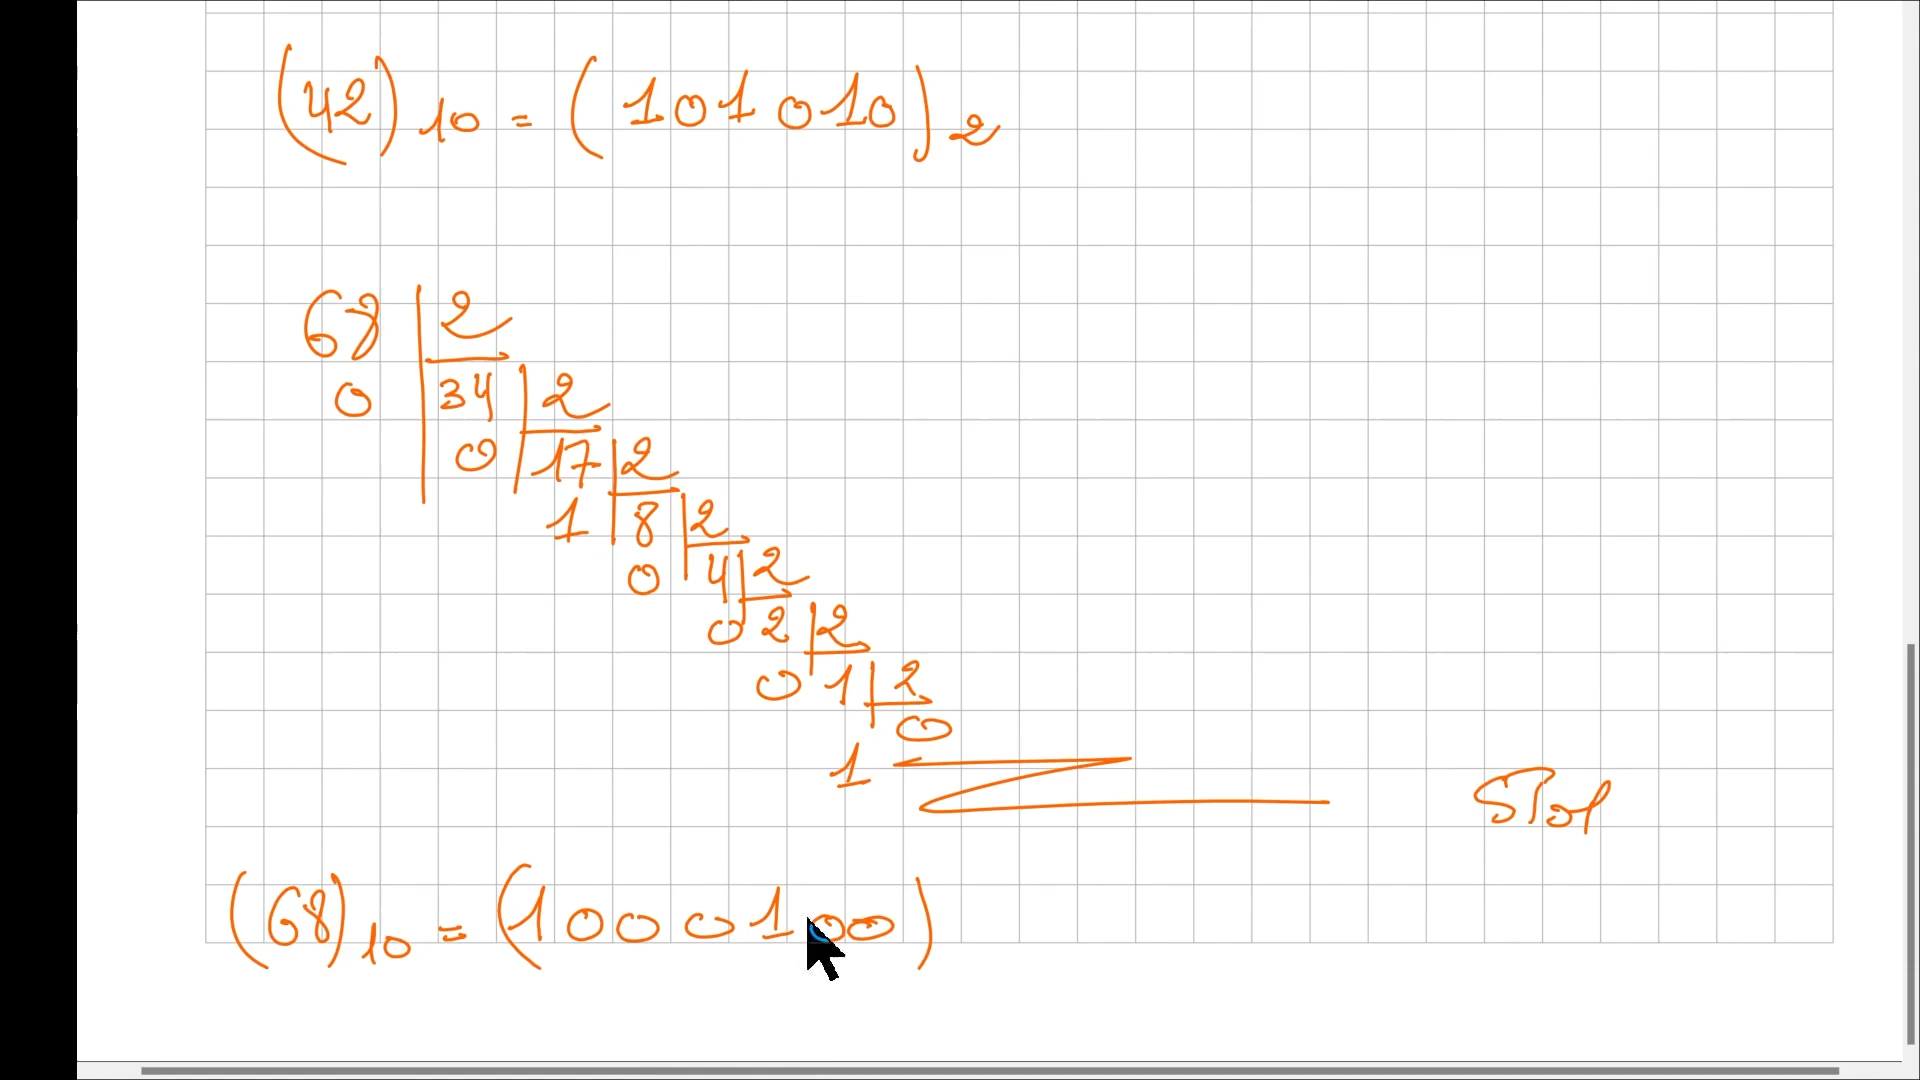 (42)10 = (101010)2
68 | 2
0 | 34 | 2
0 | 17 | 2
1 | 8 | 2
0 | 4 | 2
0 2 | 2
0 1 | 2
0
1
STOP
(68)10 = (1000100)